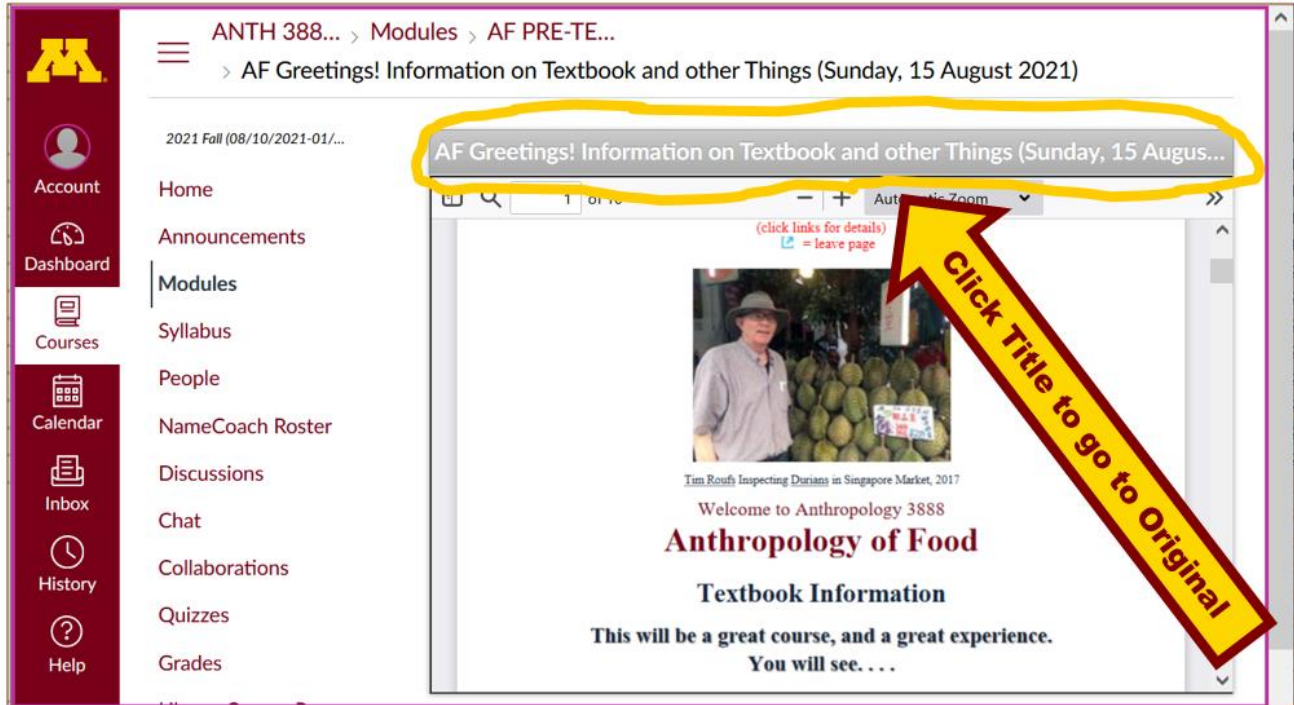 ANTH 388... > Modules > AF PRE-TE...
> AF Greetings! Information on Textbook and other Things (Sunday, 15 August 2021)
Account
Dashboard
Courses
Calendar
Inbox
History
Help
2021 Fall (08/10/2021-01/...
Home
Announcements
Modules
Syllabus
People
NameCoach Roster
Discussions
Chat
Collaborations
Quizzes
Grades
AF Greetings! Information on Textbook and other Things (Sunday, 15 Augus...
1
Zoom
(click links for details)
= leave page
Tim Roufs Inspecting Durians in Singapore Market, 2017
Welcome to Anthropology 3888
Anthropology of Food
Textbook Information
This will be a great course, and a great experience.
You will see. . . .
Click Title to go to Original